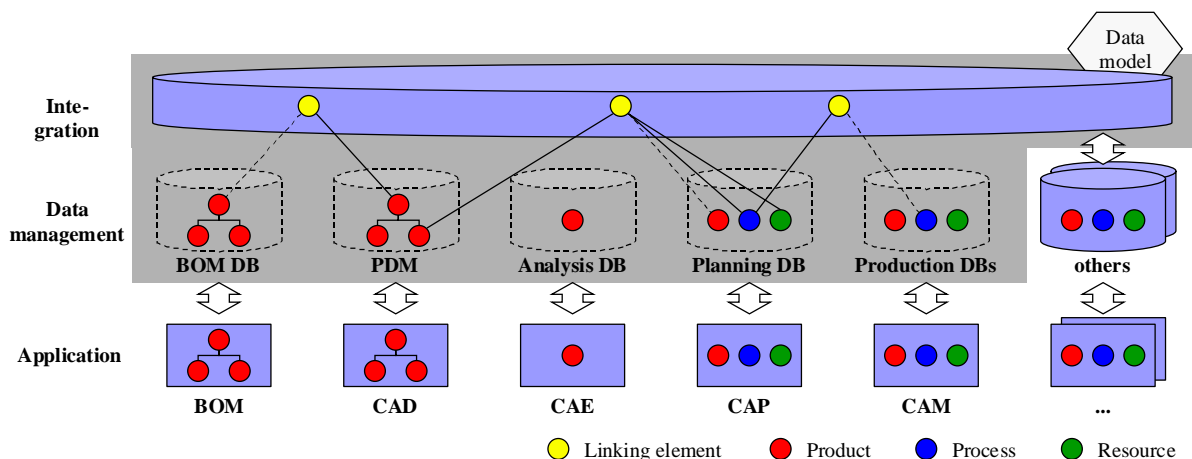 Data
model
Inte-
gration
Data
management
BOM DB
PDM
Analysis DB
Planning DB
Production DBs
others
Application
BOM
CAD
CAE
CAP
CAM
...
Linking element
Product
Process
Resource